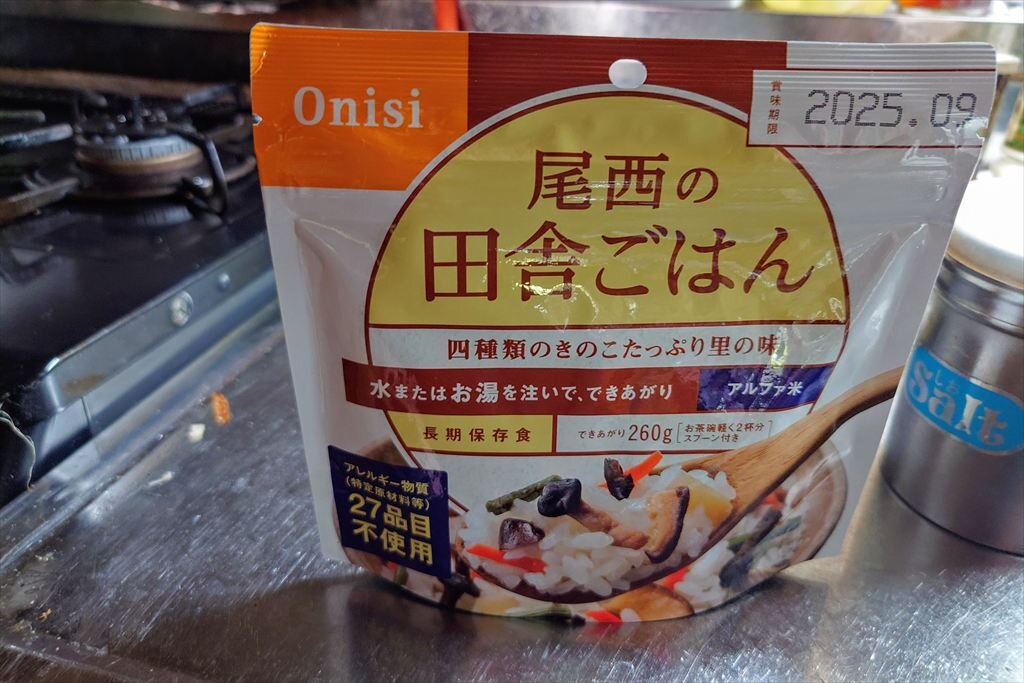 Onisi
賞味期限
2025.09
尾西の
田舎ごはん
四種類のきのこたっぷり里の味
水またはお湯を注いで、できあがり
アルファ米
長期保存食
できあがり260g[お茶碗軽く2杯分
スプーン付き]
アレルギー物質
(特定原材料等)
27品目
不使用
しお
Salt